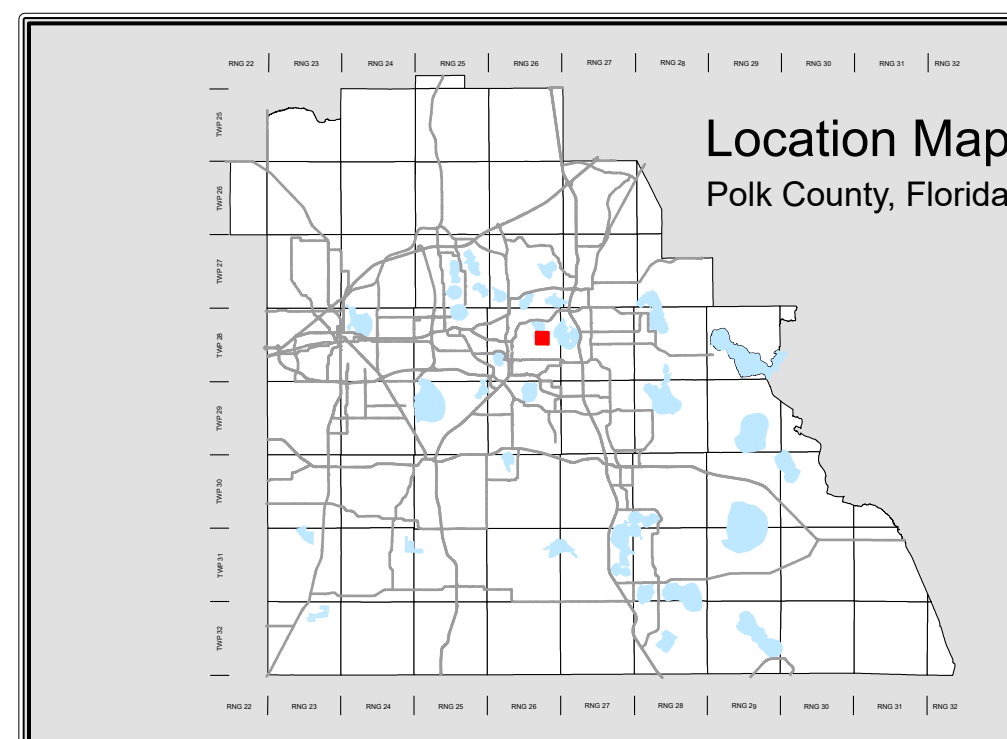 RNG 22 RNG 23 RNG 24 RNG 25 RNG 26 RNG 27 RNG 28 RNG 29 RNG 30 RNG 31 RNG 32
Location Map
Polk County, Florida
TWP 25
TWP 26
TWP 27
TWP 28
TWP 29
TWP 30
TWP 31
TWP 32
RNG 22 RNG 23 RNG 24 RNG 25 RNG 26 RNG 27 RNG 28 RNG 29 RNG 30 RNG 31 RNG 32